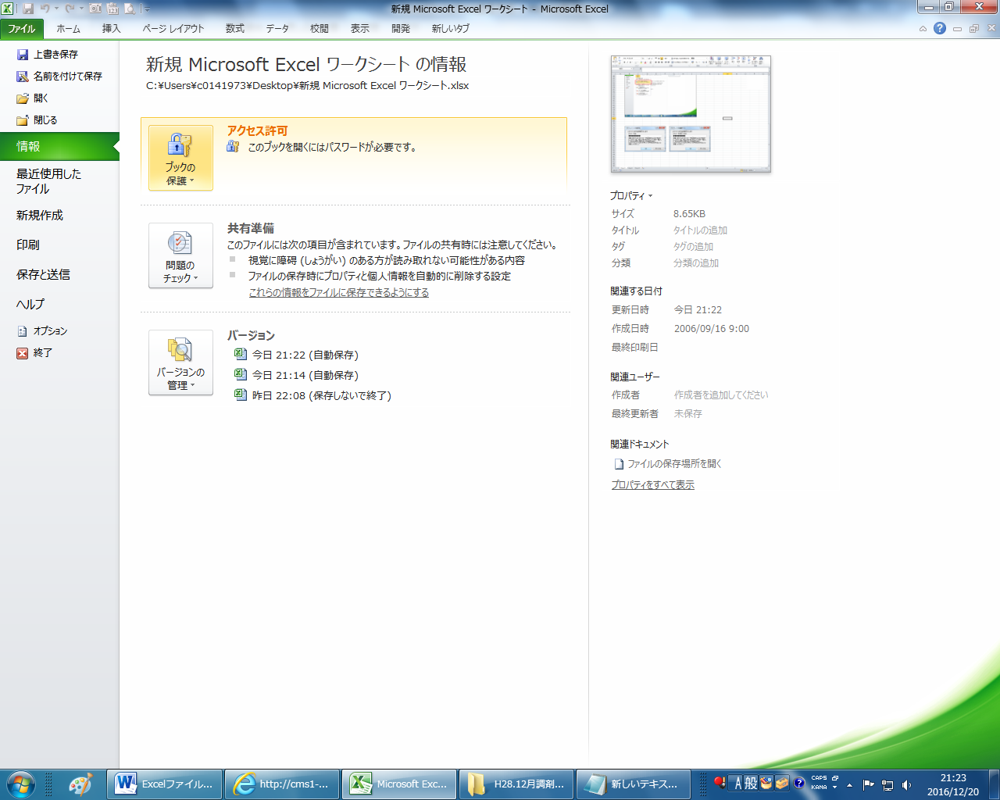 新規 Microsoft Excel ワークシート - Microsoft Excel
ファイル ホーム 挿入 ページ レイアウト 数式 データ 校閲 表示 開発 新しいタブ
上書き保存
名前を付けて保存
開く
閉じる
情報
最近使用した
ファイル
新規作成
印刷
保存と送信
ヘルプ
オプション
終了
新規 Microsoft Excel ワークシート の情報
C:¥Users¥c0141973¥Desktop¥新規 Microsoft Excel ワークシート.xlsx
ブックの
保護
アクセス許可
このブックを開くにはパスワードが必要です。
問題の
チェック
共有準備
このファイルには次の項目が含まれています。ファイルの共有時には注意してください。
視覚に障碍 (しょうがい) のある方が読み取れない可能性がある内容
ファイルの保存時にプロパティと個人情報を自動的に削除する設定
これらの情報をファイルに保存できるようにする
バージョンの
管理
バージョン
今日 21:22 (自動保存)
今日 21:14 (自動保存)
昨日 22:08 (保存しないで終了)
プロパティ
サイズ 8.65KB
タイトル タイトルの追加
タグ タグの追加
分類 分類の追加
関連する日付
更新日時 今日 21:22
作成日時 2006/09/16 9:00
最終印刷日
関連ユーザー
作成者 作成者を追加してください
最終更新者 未保存
関連ドキュメント
ファイルの保存場所を開く
プロパティをすべて表示
Excelファイル... http://cms1-... Microsoft Exc... H28.12月調剤... 新しいテキス...
A 般 CAPS KANA
21:23
2016/12/20